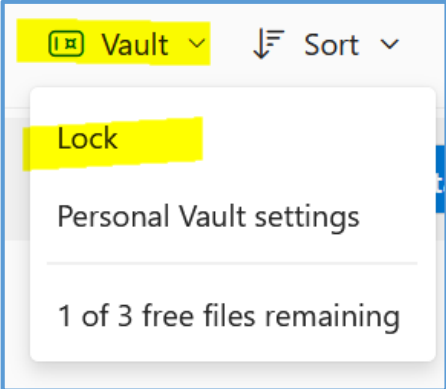 Vault Sort
Lock
Personal Vault settings
1 of 3 free files remaining